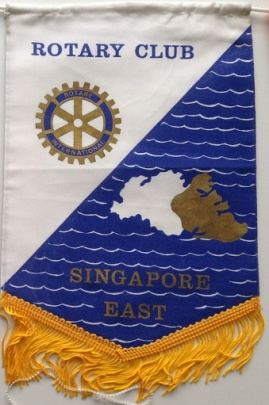 ROTARY CLUB
ROTARY
INTERNATIONAL
SINGAPORE
EAST